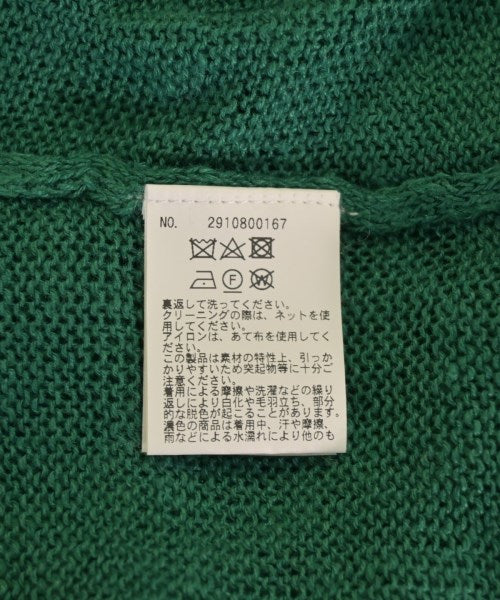 NO. 2910800167
F W
裏返して洗ってください。
クリーニングの際は、ネットを使
用してください。
アイロンは、あて布を使用してく
ださい。
この製品は素材の特性上、引っか
かりやすいため突起物等に十分ご
注意ください。
着用による摩擦や洗濯などの繰り
返しにより白化や毛羽立ち、部分
的な脱色が起こることがあります。
濃色の商品は着用中、汗や摩擦、
雨などによる水濡れにより他のも